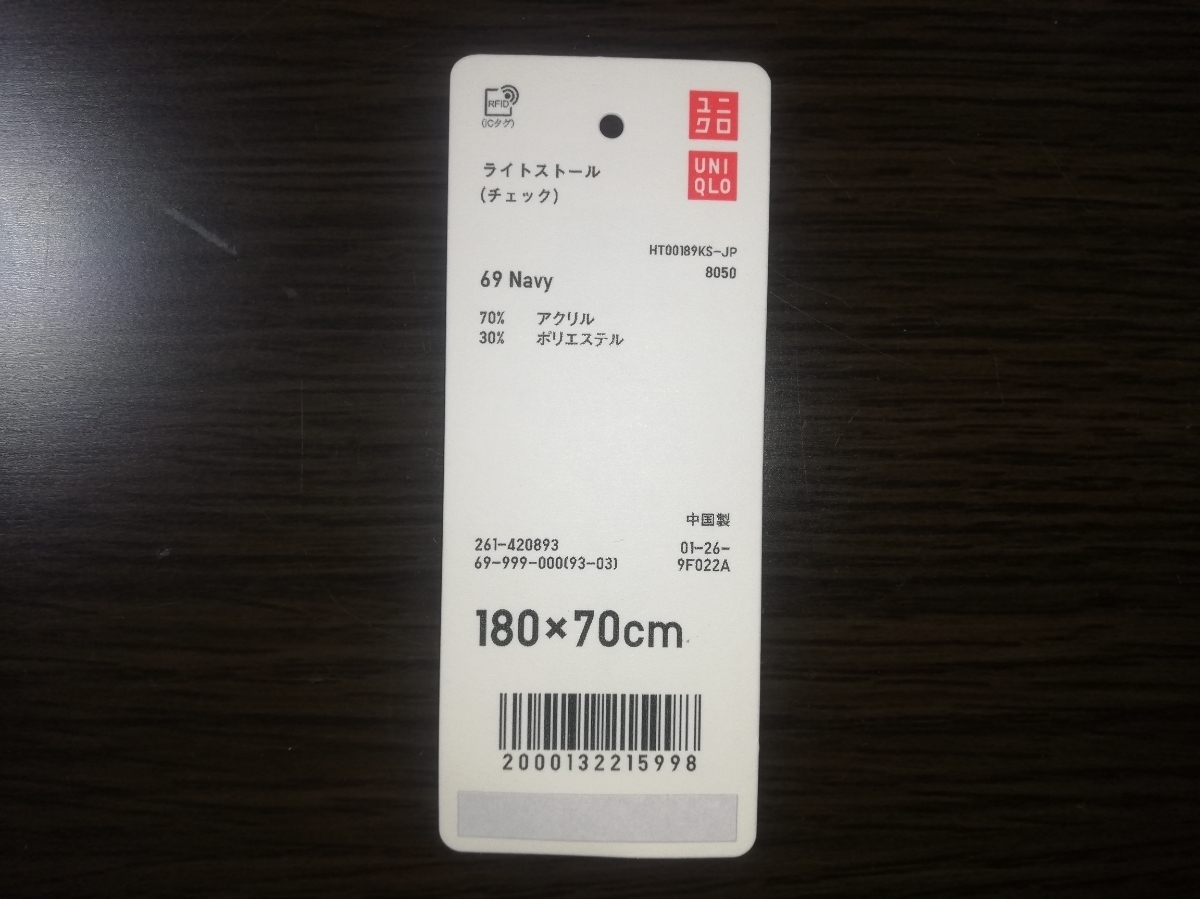 RFID
(ICタグ)
ユニ
クロ
UNI
QLO
ライトストール
(チェック)
HT00189KS-JP
8050
69 Navy
70% アクリル
30% ポリエステル
中国製
261-420893
69-999-000(93-03)
01-26-
9F022A
180×70cm
2000132215998